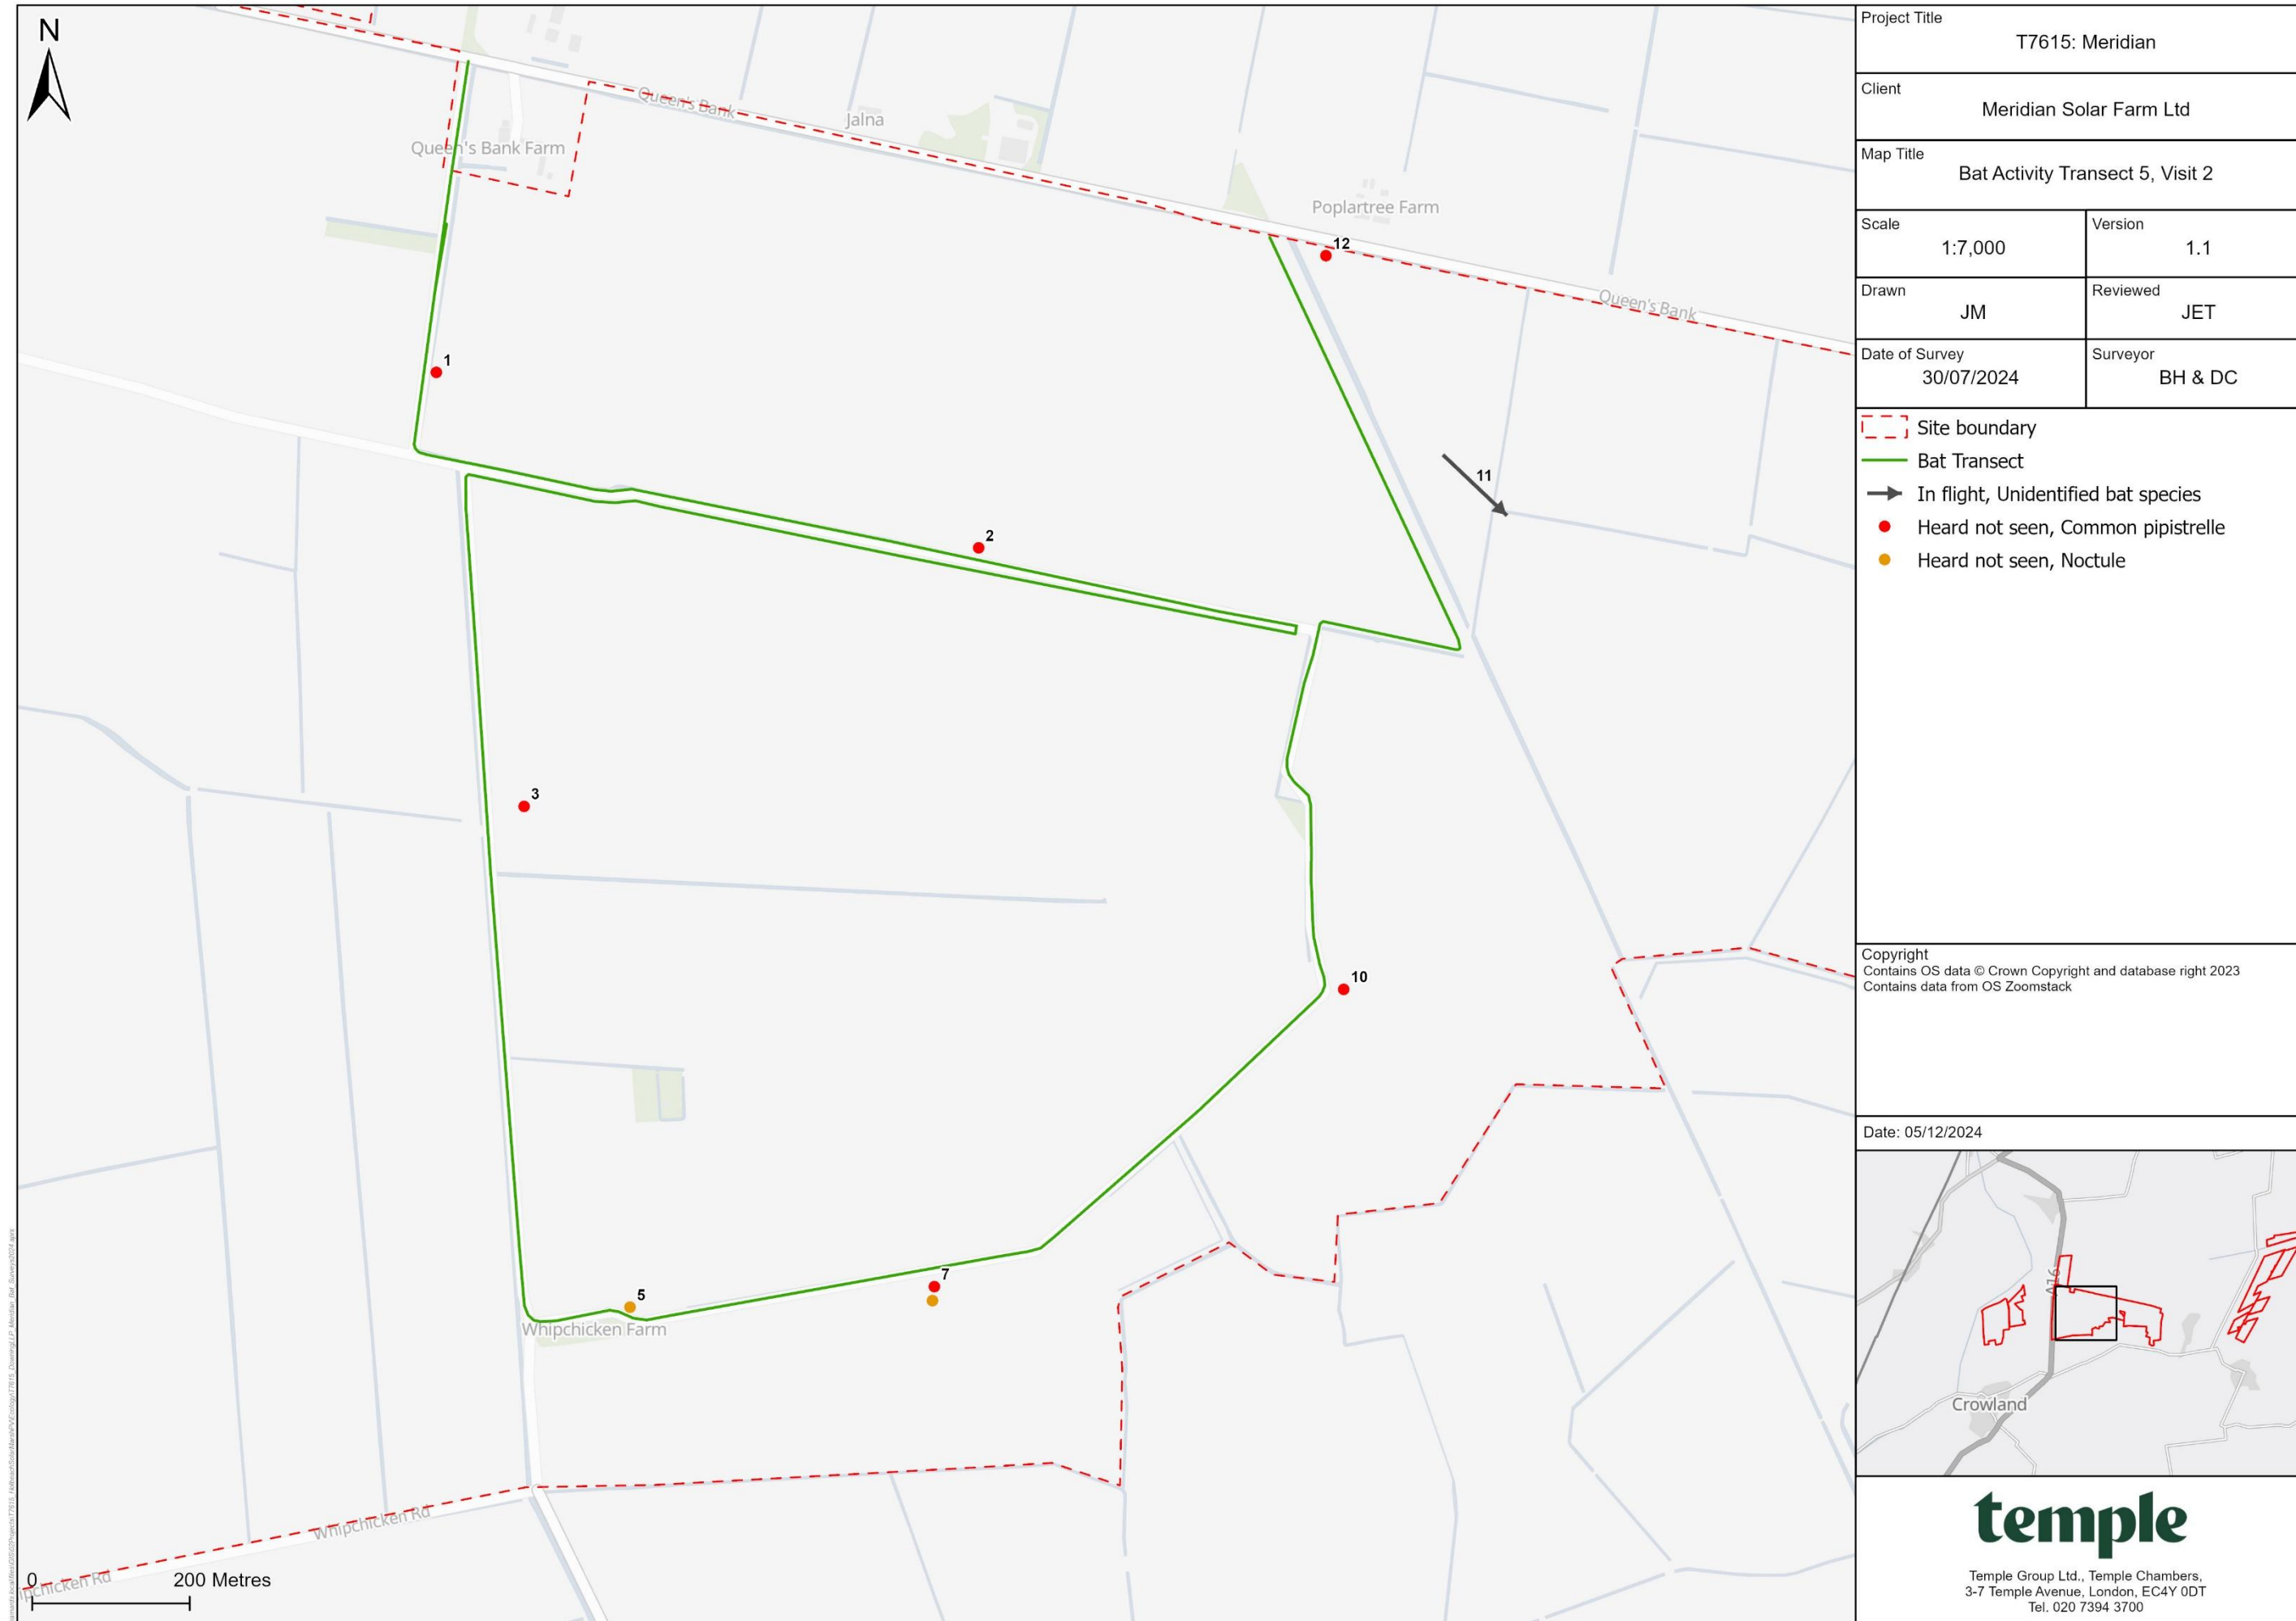 N
Queen's Bank
Jalna
Queen's Bank Farm
Poplartree Farm
12
Queen's Bank
1
11
2
3
10
7
5
Whipchicken Farm
Whipchicken Rd
0
200 Metres
Project Title
T7615: Meridian
Client
Meridian Solar Farm Ltd
Map Title
Bat Activity Transect 5, Visit 2
Scale
1:7,000
Version
1.1
Drawn
JM
Reviewed
JET
Date of Survey
30/07/2024
Surveyor
BH & DC
Site boundary
Bat Transect
In flight, Unidentified bat species
Heard not seen, Common pipistrelle
Heard not seen, Noctule
Copyright
Contains OS data © Crown Copyright and database right 2023
Contains data from OS Zoomstack
Date: 05/12/2024
A16
Crowland
temple
Temple Group Ltd., Temple Chambers,
3-7 Temple Avenue, London, EC4Y 0DT
Tel. 020 7394 3700